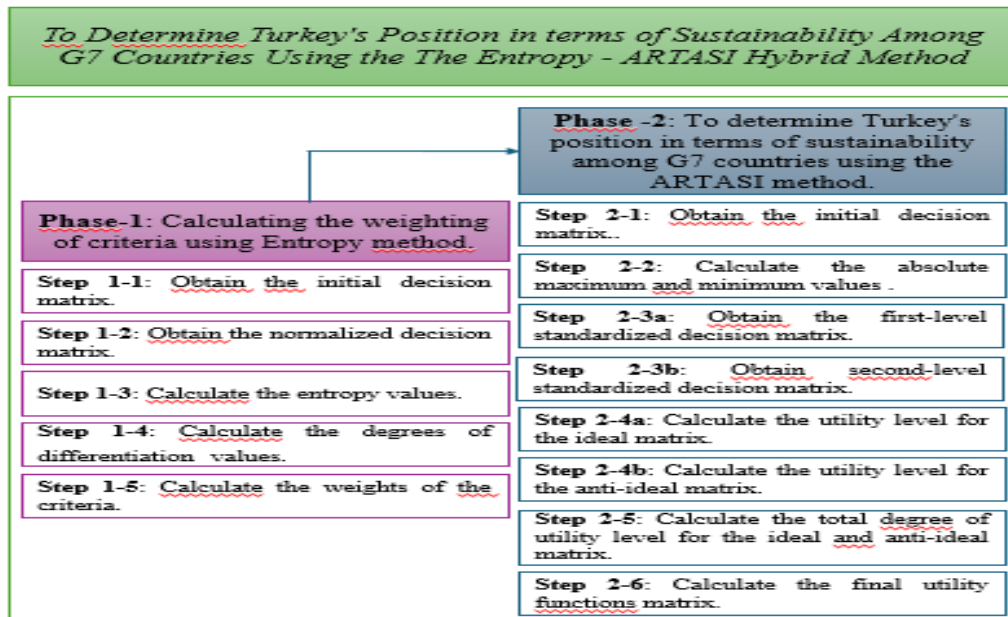 To Determine Turkey's Position in terms of Sustainability Among
G7 Countries Using the The Entropy - ARTASI Hybrid Method
Phase-1: Calculating the weighting
of criteria using Entropy method.
Step 1-1: Obtain the initial decision
matrix.
Step 1-2: Obtain the normalized decision
matrix.
Step 1-3: Calculate the entropy values.
Step 1-4: Calculate the degrees of
differentiation values.
Step 1-5: Calculate the weights of the
criteria.
Phase -2: To determine Turkey's
position in terms of sustainability
among G7 countries using the
ARTASI method.
Step 2-1: Obtain the initial decision
matrix..
Step 2-2: Calculate the absolute
maximum and minimum values .
Step 2-3a: Obtain the first-level
standardized decision matrix.
Step 2-3b: Obtain second-level
standardized decision matrix.
Step 2-4a: Calculate the utility level for
the ideal matrix.
Step 2-4b: Calculate the utility level for
the anti-ideal matrix.
Step 2-5: Calculate the total degree of
utility level for the ideal and anti-ideal
matrix.
Step 2-6: Calculate the final utility
functions matrix.